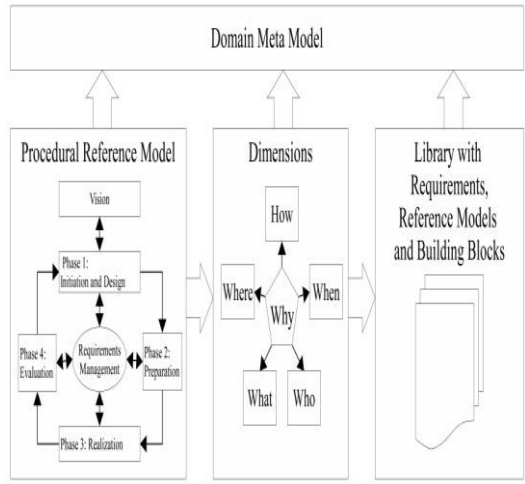 Domain Meta Model
Procedural Reference Model
Vision
Phase 1:
Initiation and Design
Phase 4:
Evaluation
Requirements
Management
Phase 2:
Preparation
Phase 3: Realization
Dimensions
How
Where
When
Why
What
Who
Library with
Requirements,
Reference Models
and Building Blocks